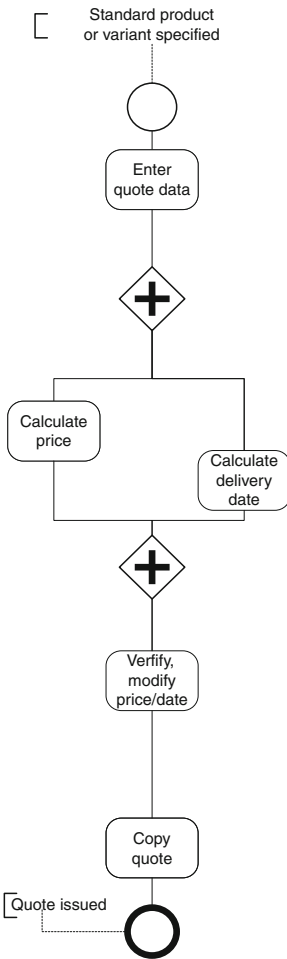 Standard product
or variant specified
Enter
quote data
Calculate
price
Calculate
delivery
date
Verfify,
modify
price/date
Copy
quote
Quote issued